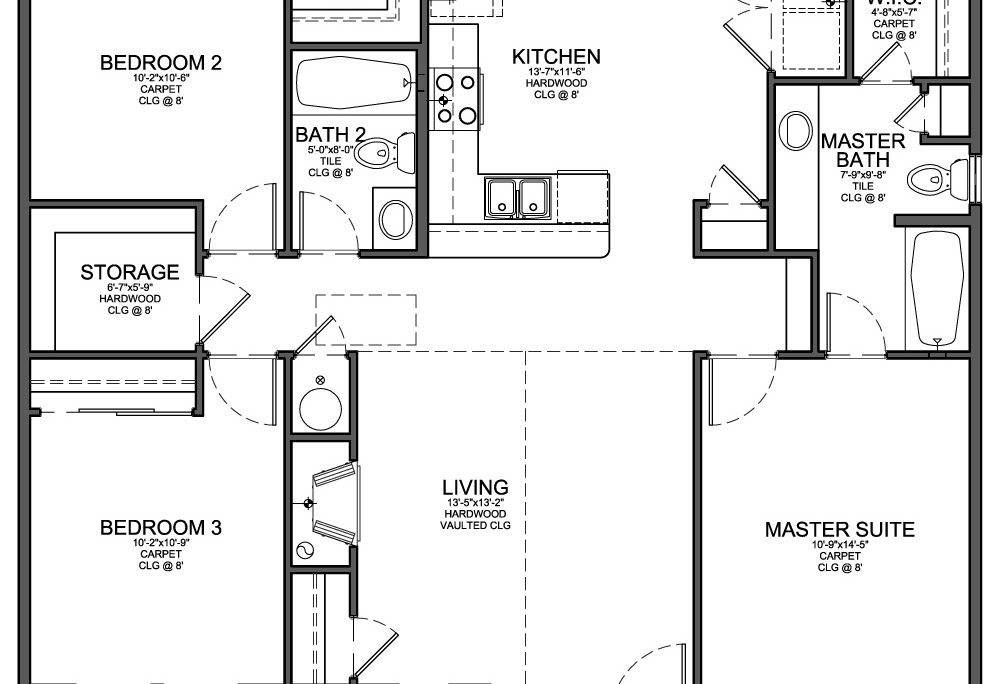 W.I.C.
4'-8"x5'-7"
CARPET
CLG @ 8'
BEDROOM 2
10'-2"x10'-6"
CARPET
CLG @ 8'
KITCHEN
13'-7"x11'-6"
HARDWOOD
CLG @ 8'
BATH 2
5'-0"x8'-0"
TILE
CLG @ 8'
MASTER
BATH
7'-9"x9'-8"
TILE
CLG @ 8'
STORAGE
6'-7"x5'-9"
HARDWOOD
CLG @ 8'
LIVING
13'-5"x13'-2"
HARDWOOD
VAULTED CLG
BEDROOM 3
10'-2"x10'-9"
CARPET
CLG @ 8'
MASTER SUITE
10'-9"x14'-5"
CARPET
CLG @ 8'